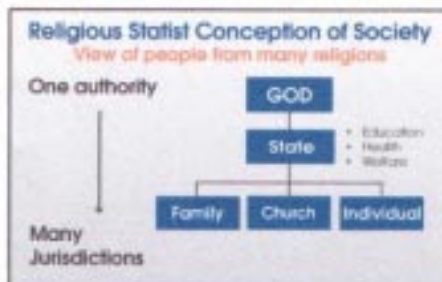 Religious Statist Conception of Society
View of people from many religions
One authority
GOD
State
• Education
• Health
• Welfare
Family
Church
Individual
Many
Jurisdictions